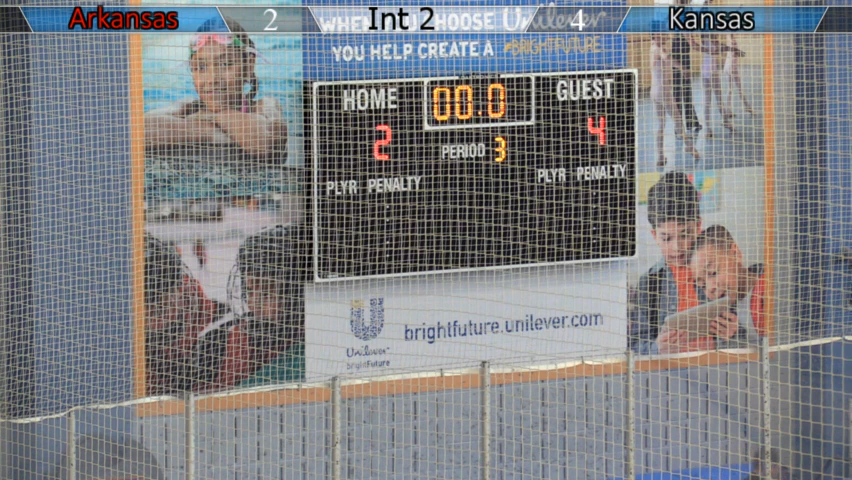 Arkansas 2 Int 2 4 Kansas
WHEN YOU CHOOSE Unilever
YOU HELP CREATE A #BRIGHTFUTURE.
HOME 00.0 GUEST
2 PERIOD 3 4
PLYR PENALTY PLYR PENALTY
U
Unilever
brightFuture
brightfuture.unilever.com